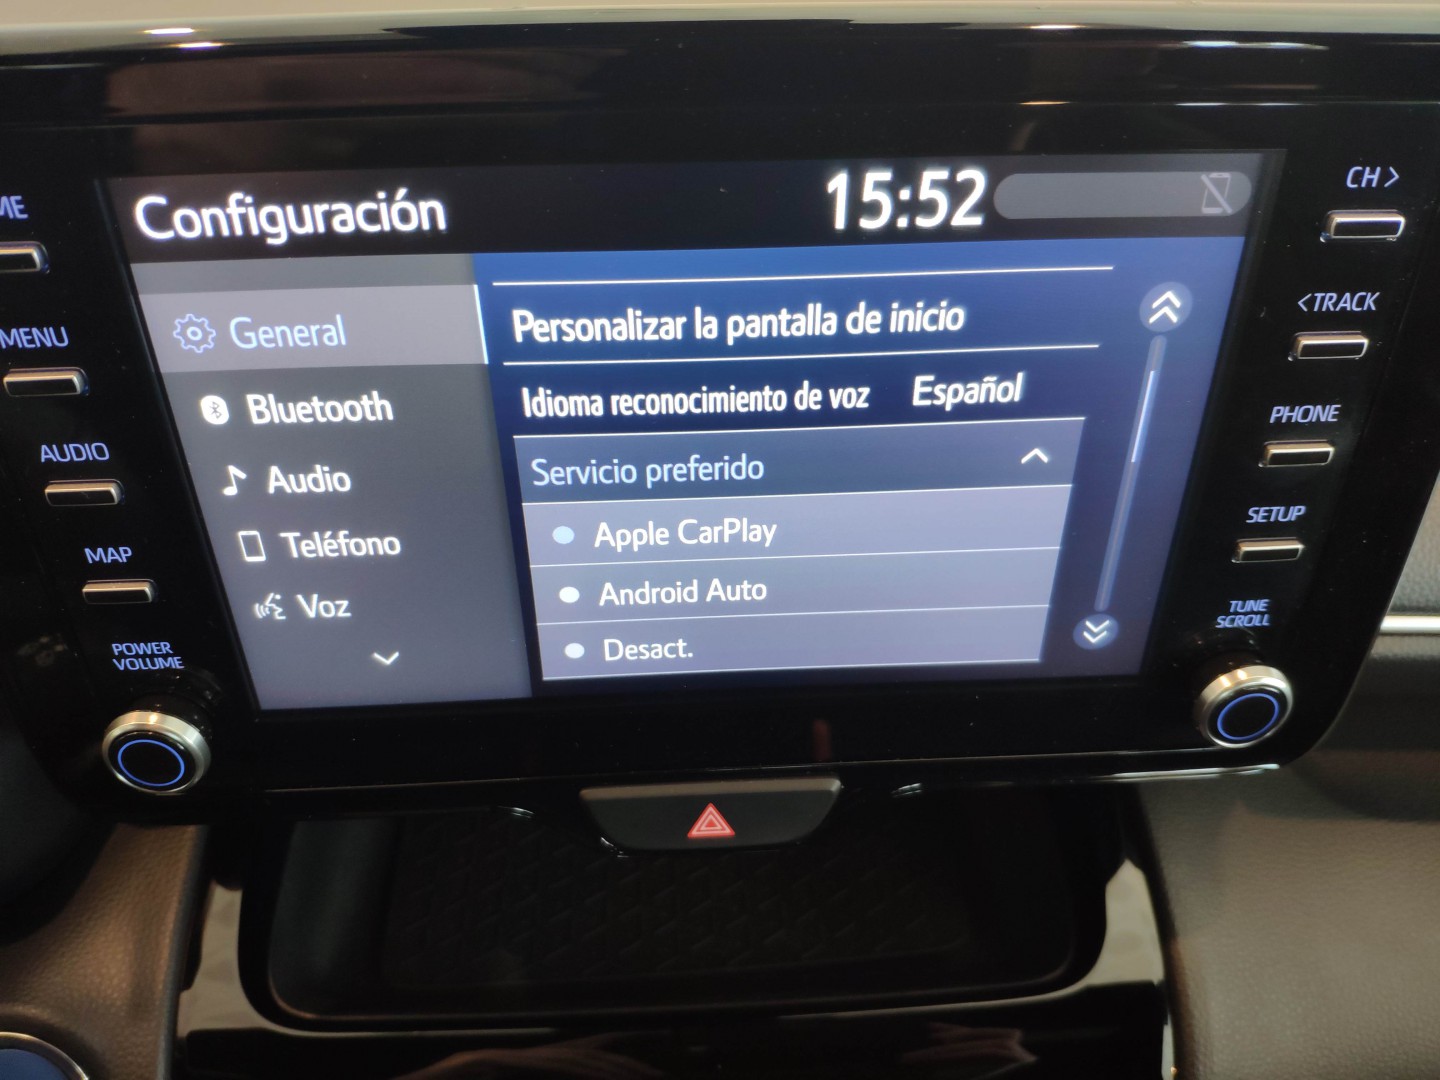 Configuración
15:52
General
Bluetooth
Audio
Teléfono
Voz
Personalizar la pantalla de inicio
Idioma reconocimiento de voz Español
Servicio preferido
Apple CarPlay
Android Auto
Desact.
MENU
AUDIO
MAP
POWER
VOLUME
CH >
<TRACK
PHONE
SETUP
TUNE
SCROLL